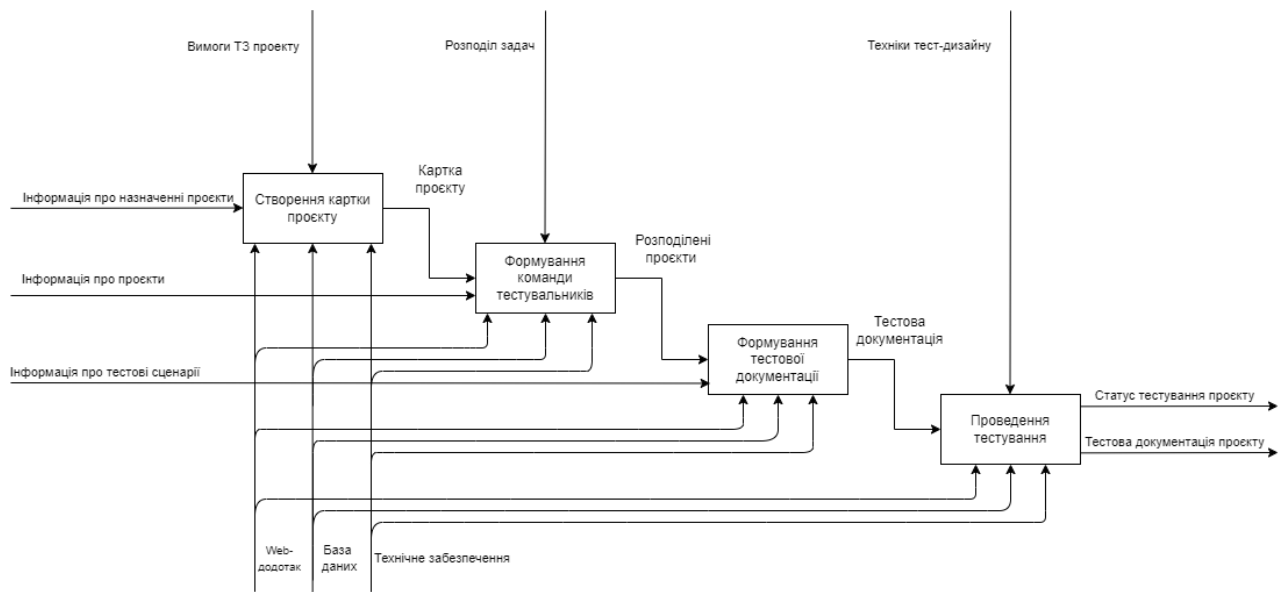 Вимоги ТЗ проекту
Розподіл задач
Техніки тест-дизайну
Інформація про назначенні проєкти
Створення картки
проєкту
Картка
проєкту
Інформація про проєкти
Формування
команди
тестувальників
Розподілені
проєкти
Інформація про тестові сценарії
Формування
тестової
документації
Тестова
документація
Проведення
тестування
Статус тестування проєкту
Тестова документація проєкту
Web-
додотак
База
даних
Технічне забезпечення